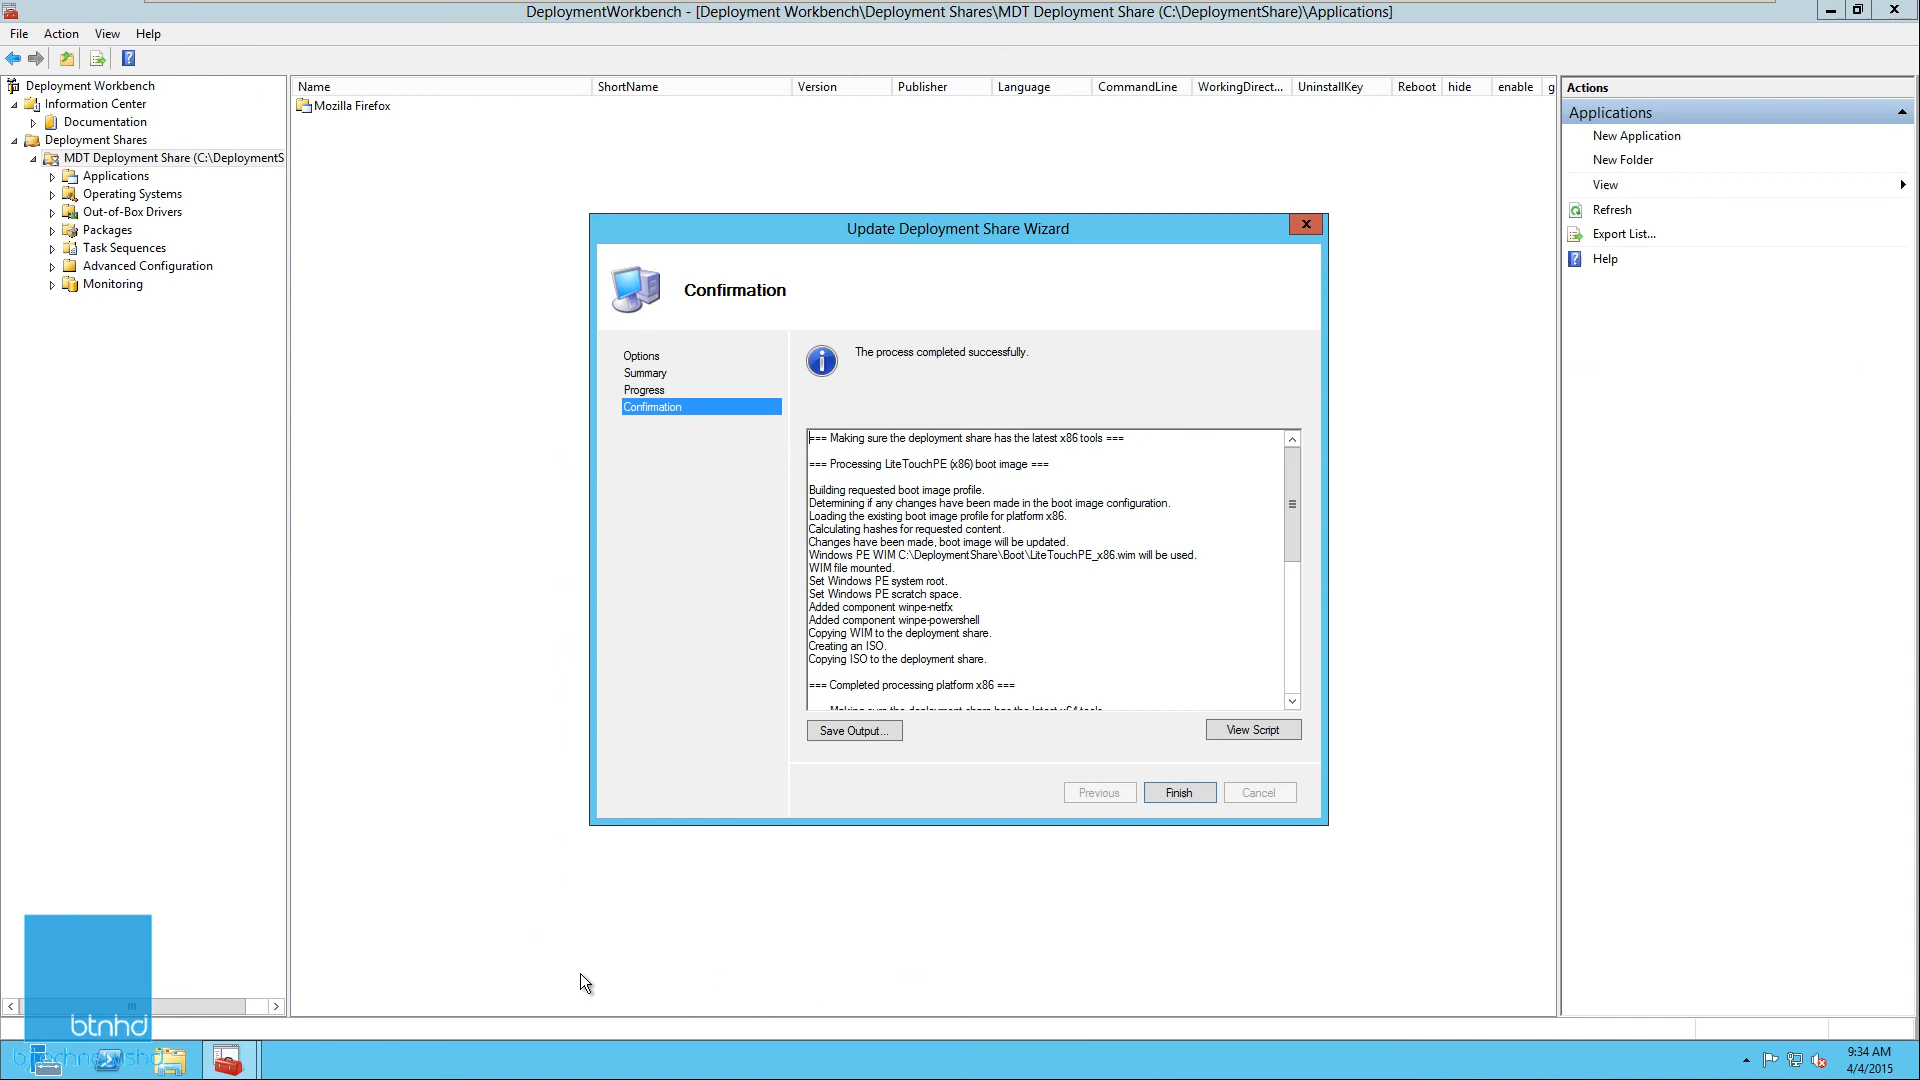 DeploymentWorkbench - [Deployment Workbench\Deployment Shares\MDT Deployment Share (C:\DeploymentShare)\Applications]
File Action View Help
Deployment Workbench
Information Center
Documentation
Deployment Shares
MDT Deployment Share (C:\DeploymentS
Applications
Operating Systems
Out-of-Box Drivers
Packages
Task Sequences
Advanced Configuration
Monitoring
Name ShortName Version Publisher Language CommandLine WorkingDirect... UninstallKey Reboot hide enable g
Mozilla Firefox
Update Deployment Share Wizard
x
Confirmation
Options
Summary
Progress
Confirmation
The process completed successfully.
=== Making sure the deployment share has the latest x86 tools ===
=== Processing LiteTouchPE (x86) boot image ===
Building requested boot image profile.
Determining if any changes have been made in the boot image configuration.
Loading the existing boot image profile for platform x86.
Calculating hashes for requested content.
Changes have been made, boot image will be updated.
Windows PE WIM C:\DeploymentShare\Boot\LiteTouchPE_x86.wim will be used.
WIM file mounted.
Set Windows PE system root.
Set Windows PE scratch space.
Added component winpe-netfx
Added component winpe-powershell
Copying WIM to the deployment share.
Creating an ISO.
Copying ISO to the deployment share.
=== Completed processing platform x86 ===
Making sure the deployment share has the latest x64 tools
Save Output...
View Script
Previous
Finish
Cancel
Actions
Applications
New Application
New Folder
View
Refresh
Export List...
Help
btnhd
9:34 AM
4/4/2015